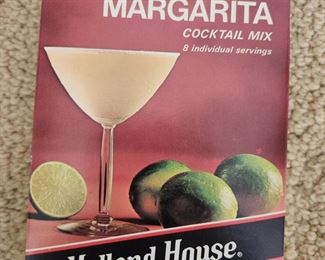 MARGARITA
COCKTAIL MIX
8 individual servings
Holland House®